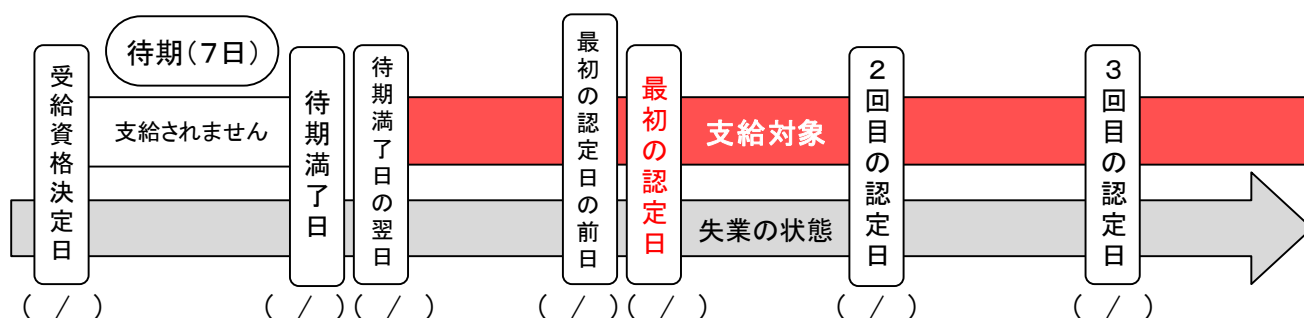 待期（7日）
受給資格決定日
支給されません
待期満了日
待期満了日の翌日
最初の認定日の前日
最初の認定日
支給対象
２回目の認定日
３回目の認定日
失業の状態
（　／　）
（　／　）
（　／　）
（　／　）
（　／　）
（　／　）
（　／　）